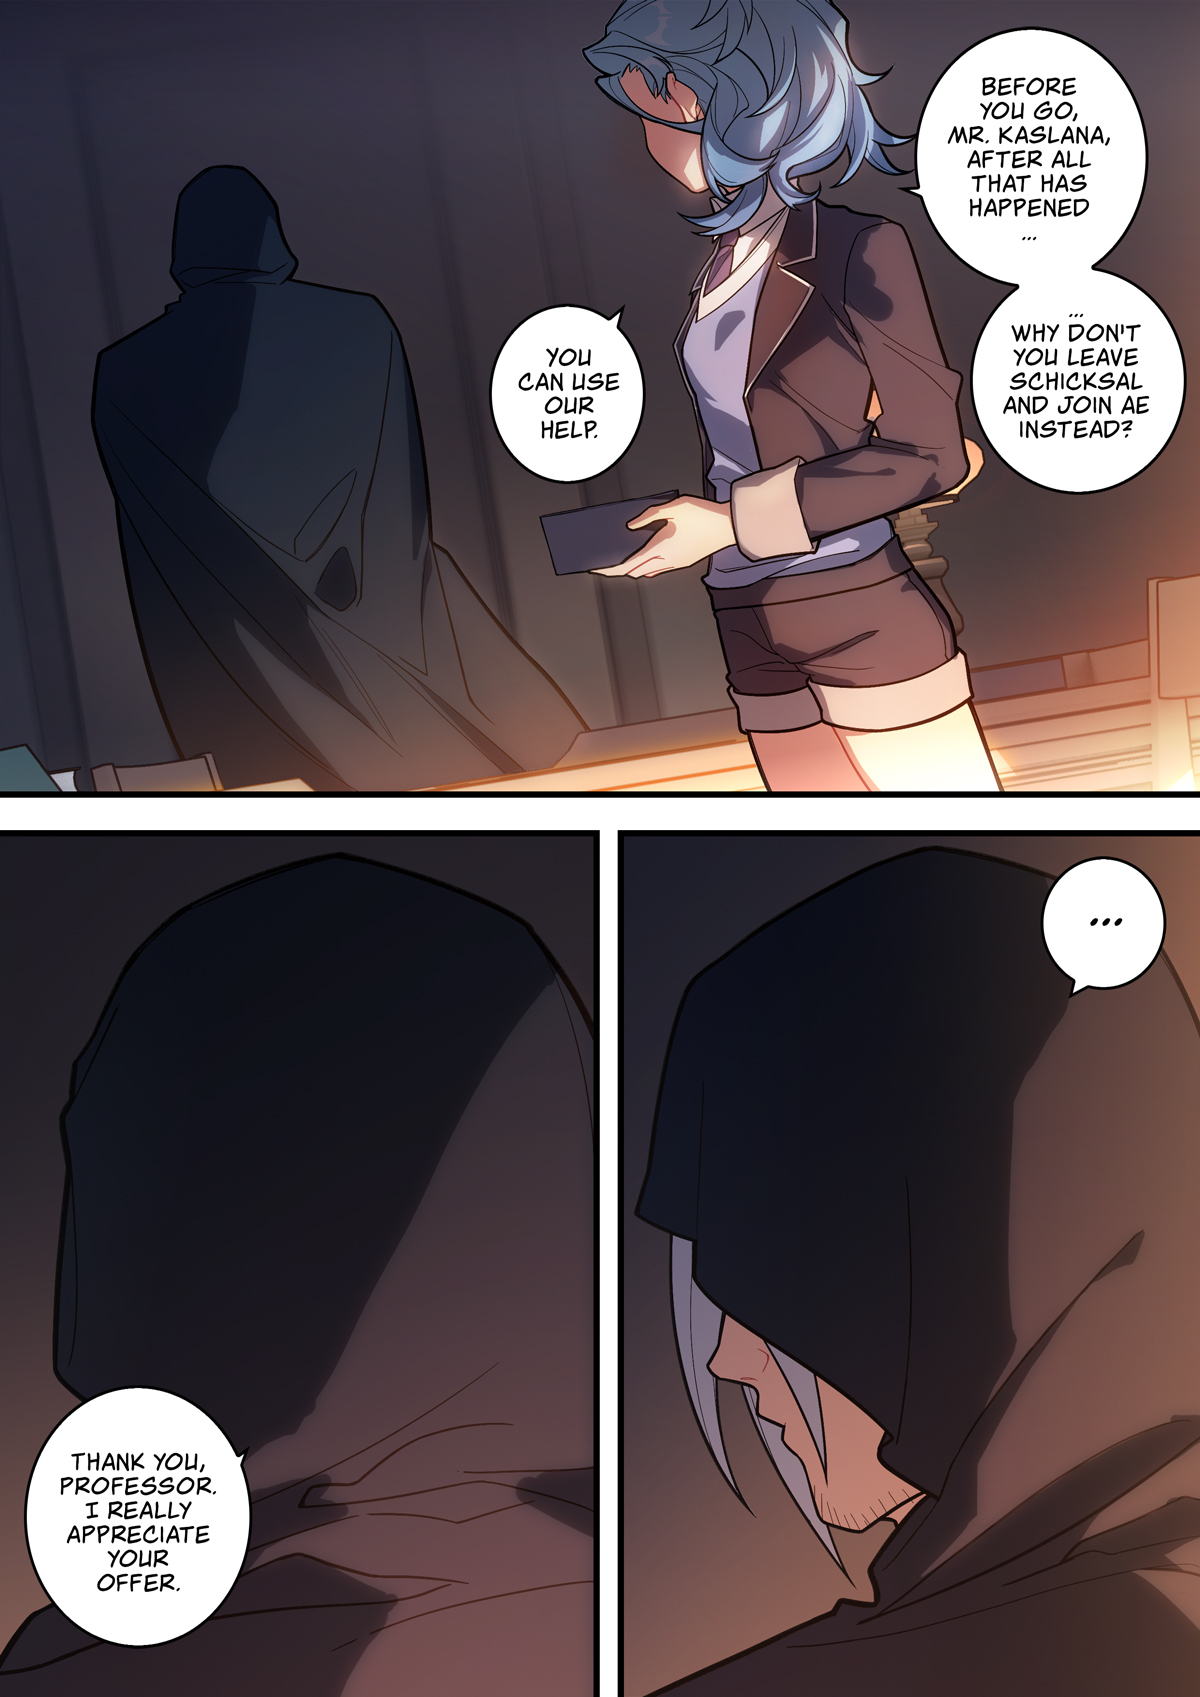 BEFORE
YOU GO,
MR. KASLANA,
AFTER ALL
THAT HAS
HAPPENED
...
...
WHY DON'T
YOU LEAVE
SCHICKSAL
AND JOIN AE
INSTEAD?
YOU
CAN USE
OUR
HELP.
THANK YOU,
PROFESSOR.
I REALLY
APPRECIATE
YOUR
OFFER.
...